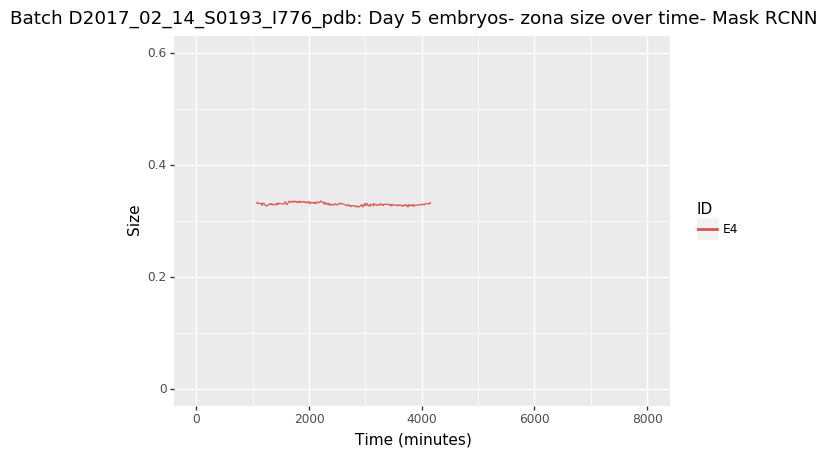 Batch D2017_02_14_S0193_I776_pdb: Day 5 embryos- zona size over time- Mask RCNN
0.6
0.4
0.2
0
Size
0 2000 4000 6000 8000
Time (minutes)
ID
E4